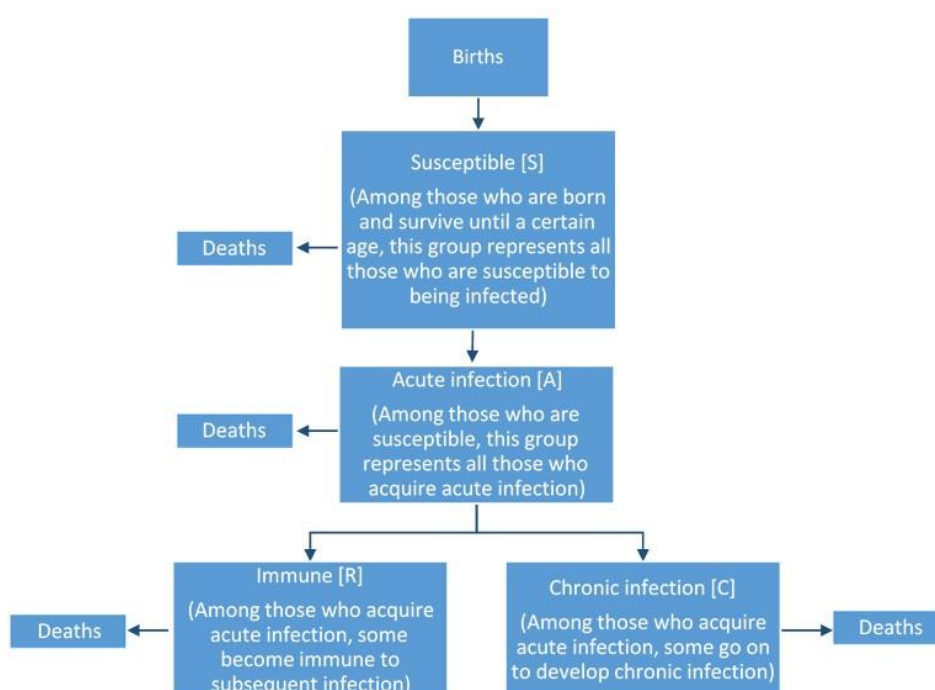 Births
Susceptible [S]
(Among those who are born
and survive until a certain
age, this group represents all
those who are susceptible to
being infected)
Deaths
Acute infection [A]
(Among those who are
susceptible, this group
represents all those who
acquire acute infection)
Deaths
Immune [R]
(Among those who acquire
acute infection, some
become immune to
subsequent infection)
Deaths
Chronic infection [C]
(Among those who acquire
acute infection, some go on
to develop chronic infection)
Deaths